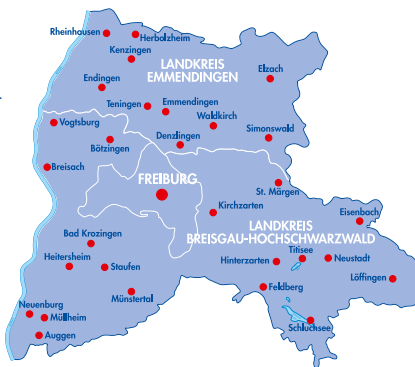 Rheinhausen
Herbolzheim
Kenzingen
LANDKREIS
EMMENDINGEN
Elzach
Endingen
Teningen
Emmendingen
Waldkirch
Vogtsburg
Simonswald
Denzlingen
Bötzingen
Breisach
FREIBURG
St. Märgen
Kirchzarten
Eisenbach
LANDKREIS
BREISGAU-HOCHSCHWARZWALD
Bad Krozingen
Titisee
Heitersheim
Staufen
Hinterzarten
Neustadt
Löffingen
Münstertal
Feldberg
Neuenburg
Müllheim
Schluchsee
Auggen